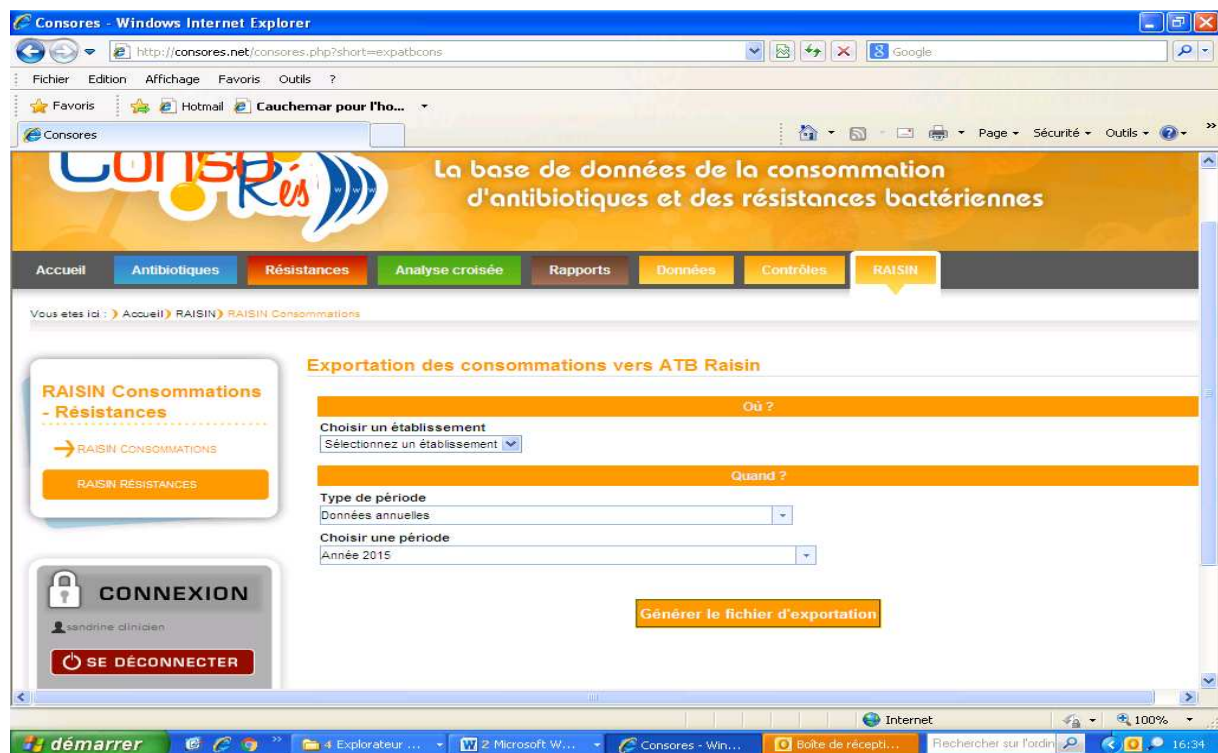 Consores - Windows Internet Explorer
http://consores.net/consores.php?short=expatbcons
Google
Fichier Edition Affichage Favoris Outils ?
Favoris Hotmail Cauchemar pour l'ho...
Consores
Page Sécurité Outils
ConsoRés
www
La base de données de la consommation
d'antibiotiques et des résistances bactériennes
Accueil Antibiotiques Résistances Analyse croisée Rapports Données Contrôles RAISIN
Vous etes ici : Accueil RAISIN RAISIN Consommations
Exportation des consommations vers ATB Raisin
RAISIN Consommations
- Résistances
RAISIN CONSOMMATIONS
RAISIN RÉSISTANCES
Où ?
Choisir un établissement
Sélectionnez un établissement
Quand ?
Type de période
Données annuelles
Choisir une période
Année 2015
Générer le fichier d'exportation
CONNEXION
sandrine clinicien
SE DÉCONNECTER
Internet 100%
démarrer 4 Explorateur ... 2 Microsoft W... Consores - Win... Boîte de récepti... Rechercher sur l'ordin 16:34